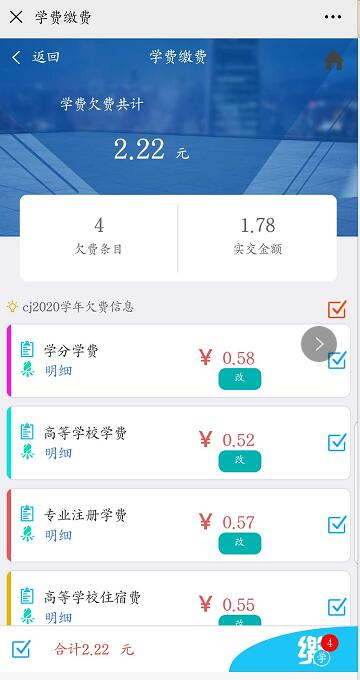 学费缴费
返回 学费缴费
学费欠费共计
2.22 元
4 1.78
欠费条目 实交金额
cj2020学年欠费信息
学分学费 ¥ 0.58
明细 改
高等学校学费 ¥ 0.52
明细 改
专业注册学费 ¥ 0.57
明细 改
高等学校住宿费 ¥ 0.55
明细 改
合计2.22 元 缴 4 学